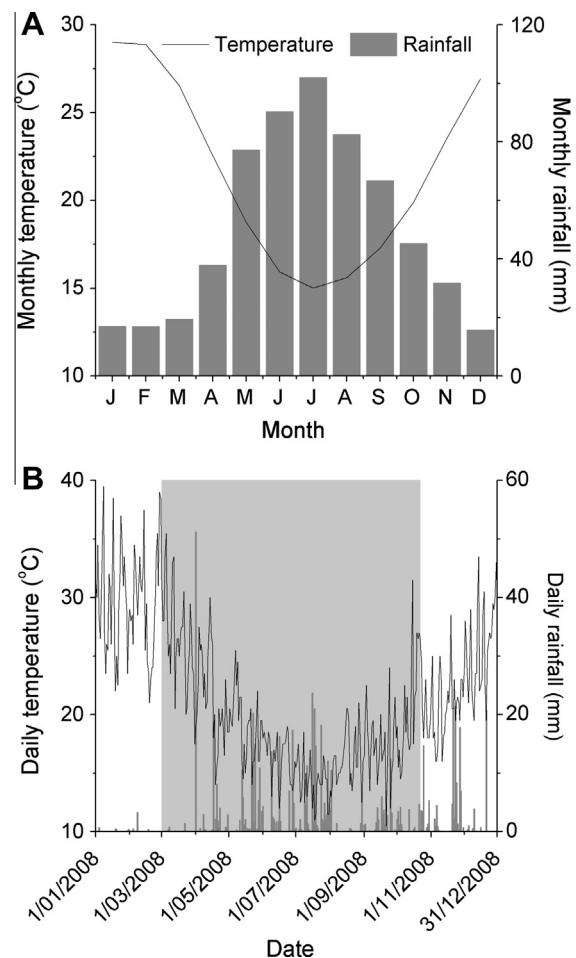 A
Temperature Rainfall
Monthly temperature (°C)
30
25
20
15
10
120
80
40
0
Monthly rainfall (mm)
J F M A M J J A S O N D
Month
B
Daily temperature (°C)
40
30
20
10
60
40
20
0
Daily rainfall (mm)
1/01/2008
1/03/2008
1/05/2008
1/07/2008
1/09/2008
1/11/2008
31/12/2008
Date